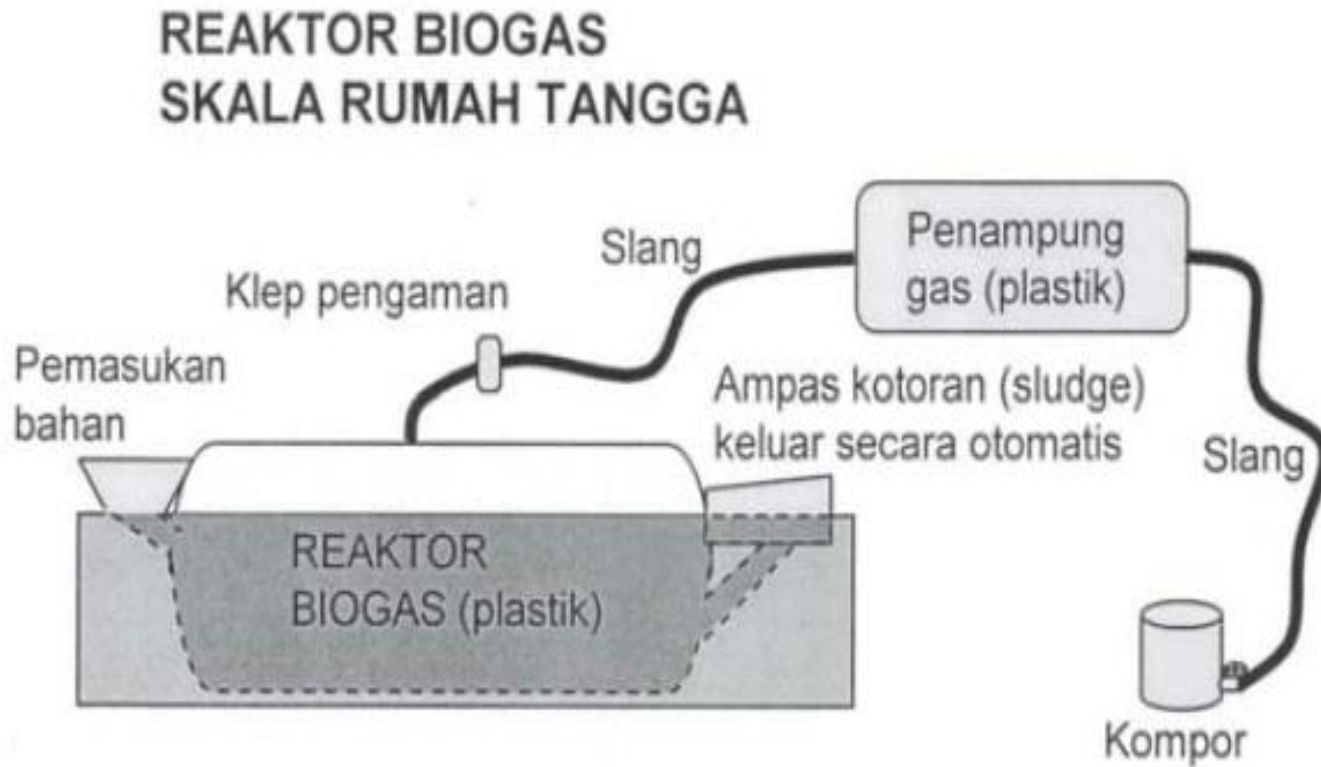 REAKTOR BIOGAS
SKALA RUMAH TANGGA
Slang
Penampung
gas (plastik)
Klep pengaman
Pemasukan
bahan
Ampas kotoran (sludge)
keluar secara otomatis
Slang
REAKTOR
BIOGAS (plastik)
Kompor